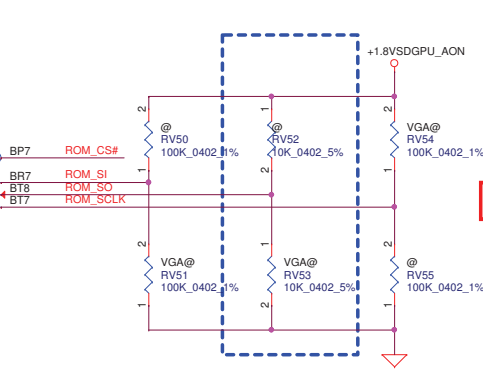 +1.8VSDGPU_AON
2
1
2
@
RV50
100K_0402_1%
@
RV52
10K_0402_5%
VGA@
RV54
100K_0402_1%
1
2
1
BP7 ROM_CS#
BR7 ROM_SI
BT8 ROM_SO
BT7 ROM_SCLK
2
1
2
VGA@
RV51
100K_0402_1%
VGA@
RV53
10K_0402_5%
@
RV55
100K_0402_1%
1
2
1